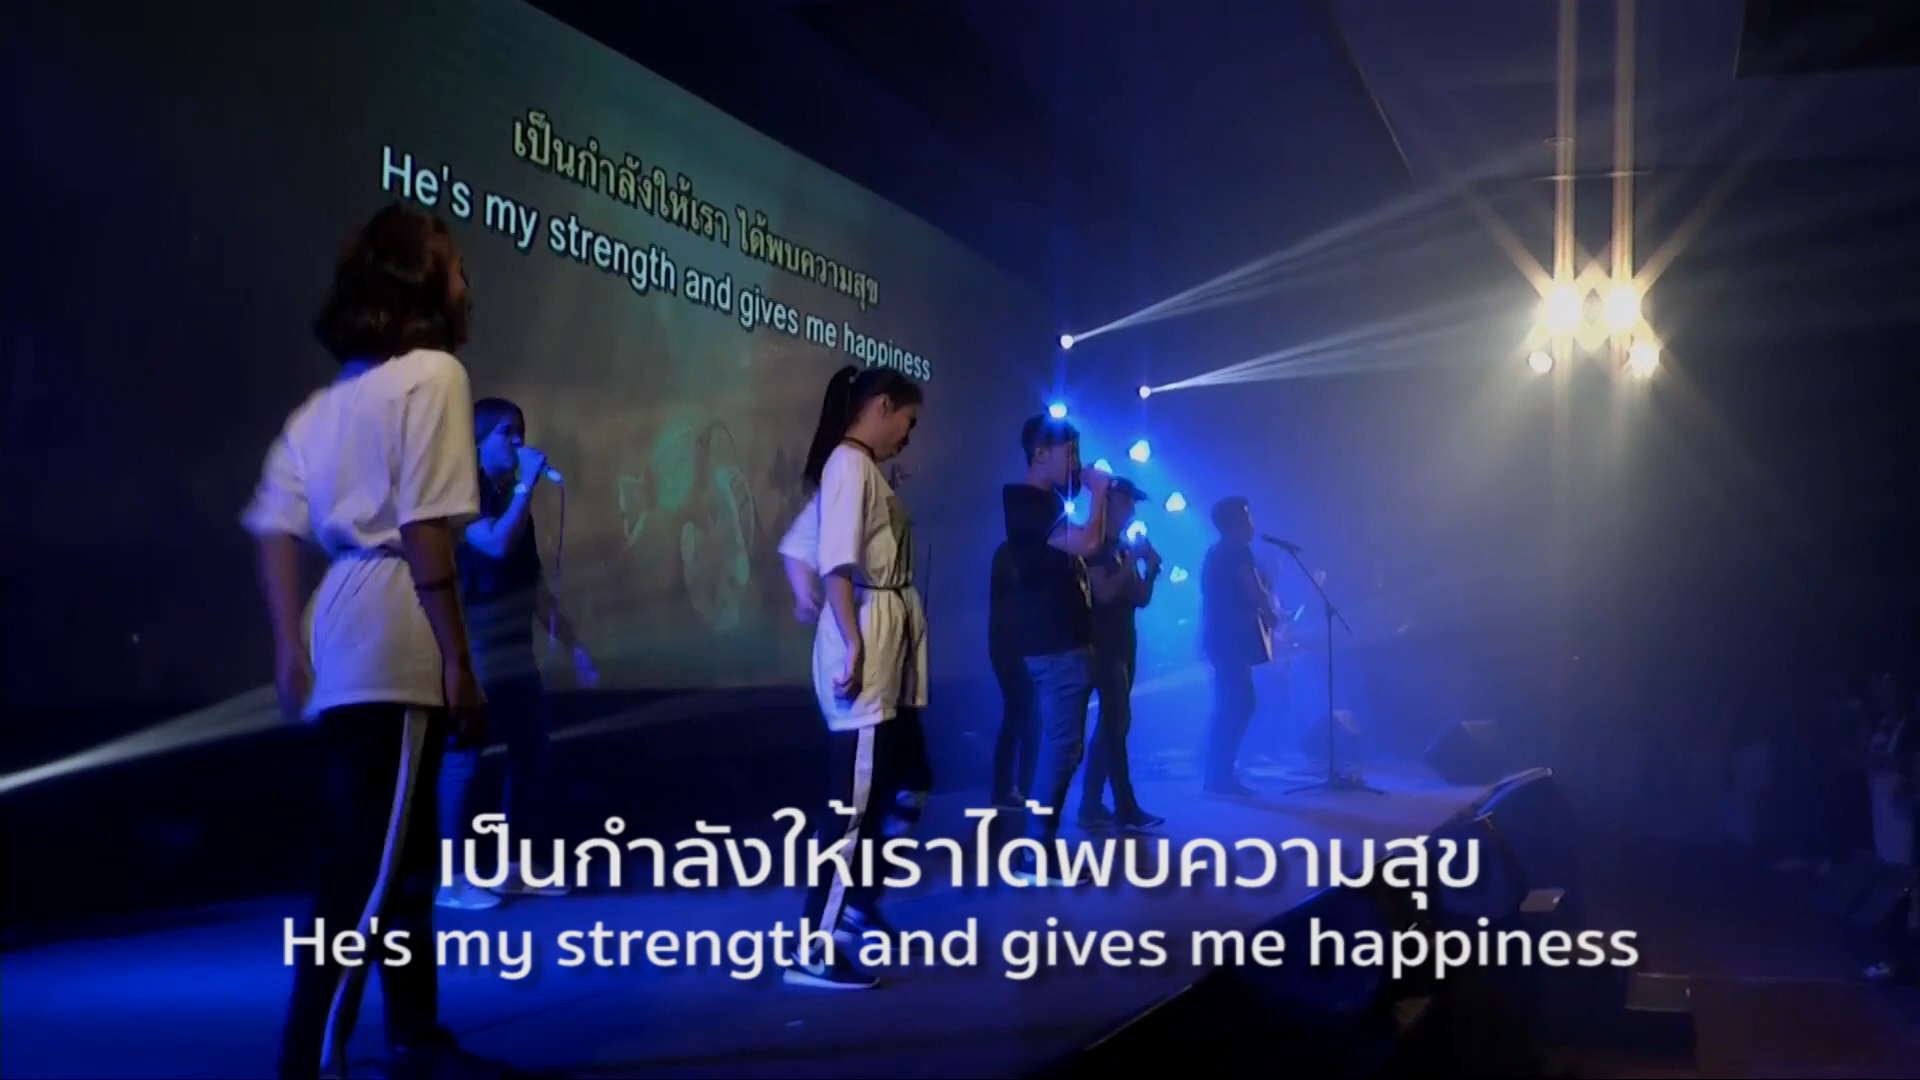 เป็นกำลังให้เรา ได้พบความสุข
He's my strength and gives me happiness
เป็นกำลังให้เราได้พบความสุข
He's my strength and gives me happiness